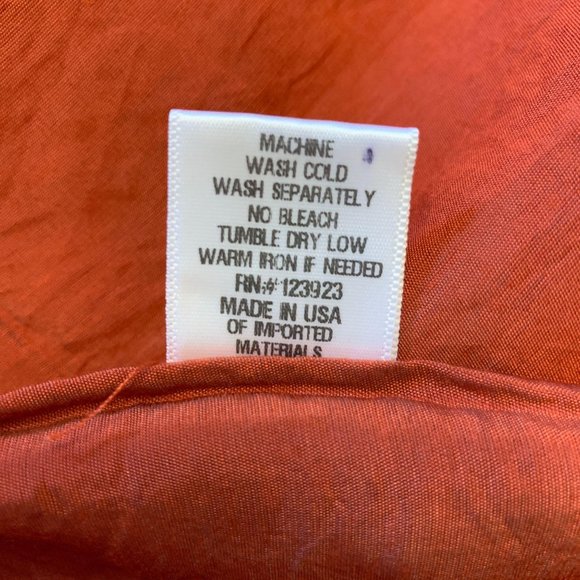 MACHINE
WASH COLD
WASH SEPARATELY
NO BLEACH
TUMBLE DRY LOW
WARM IRON IF NEEDED
RN# 123923
MADE IN USA
OF IMPORTED
MATERIALS